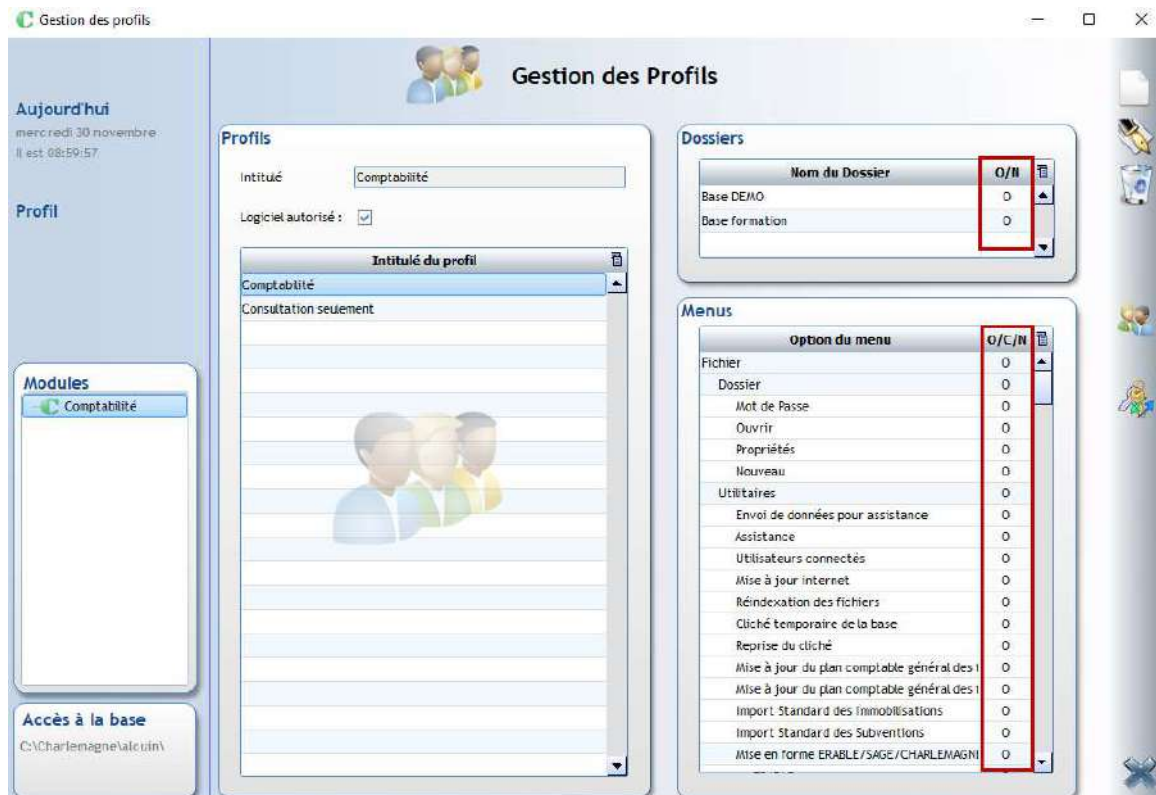 Gestion des profils
Gestion des Profils
Aujourd'hui
mercredi 30 novembre
Il est 08:59:57
Profil
Modules
Comptabilité
Accès à la base
C:\Charlemagne\alcuin\
Profils
Intitulé Comptabilité
Logiciel autorisé :
Intitulé du profil
Comptabilité
Consultation seulement
Dossiers
Nom du Dossier O/N
Base DEMO O
Base formation O
Menus
Option du menu O/C/N
Fichier O
Dossier O
Mot de Passe O
Ouvrir O
Propriétés O
Nouveau O
Utilitaires O
Envoi de données pour assistance O
Assistance O
Utilisateurs connectés O
Mise à jour internet O
Réindexation des fichiers O
Cliché temporaire de la base O
Reprise du cliché O
Mise à jour du plan comptable général des O
Mise à jour du plan comptable général des O
Import Standard des Immobilisations O
Import Standard des Subventions O
Mise en forme ERABLE/SAGE/CHARLEMAGN O